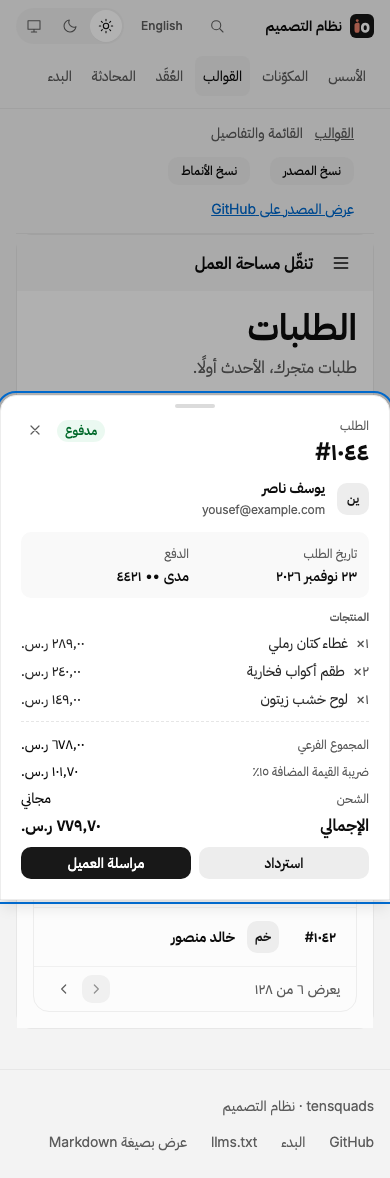 نظام التصميم
English
الأسس
المكوّنات
القوالب
العُقَد
المحادثة
البدء
القوالب القائمة والتفاصيل
نسخ المصدر
نسخ الأنماط
عرض المصدر على GitHub
تنقّل مساحة العمل
الطلبات
طلبات متجرك، الأحدث أولًا.
الطلب
مدفوع
#١٠٤٤
ين
يوسف ناصر
yousef@example.com
تاريخ الطلب
٢٣ نوفمبر ٢٠٢٦
الدفع
مدى •• ٤٤٢١
المنتجات
١× غطاء كتان رملي ٢٨٩,٠٠ ر.س.
٢× طقم أكواب فخارية ٢٤٠,٠٠ ر.س.
١× لوح خشب زيتون ١٤٩,٠٠ ر.س.
المجموع الفرعي ٦٧٨,٠٠ ر.س.
ضريبة القيمة المضافة ١٥٪ ١٠١,٧٠ ر.س.
الشحن مجاني
الإجمالي ٧٧٩,٧٠ ر.س.
استرداد
مراسلة العميل
#١٠٤٢ خم خالد منصور
يعرض ٦ من ١٢٨
tensquads · نظام التصميم
GitHub
البدء
llms.txt
عرض بصيغة Markdown